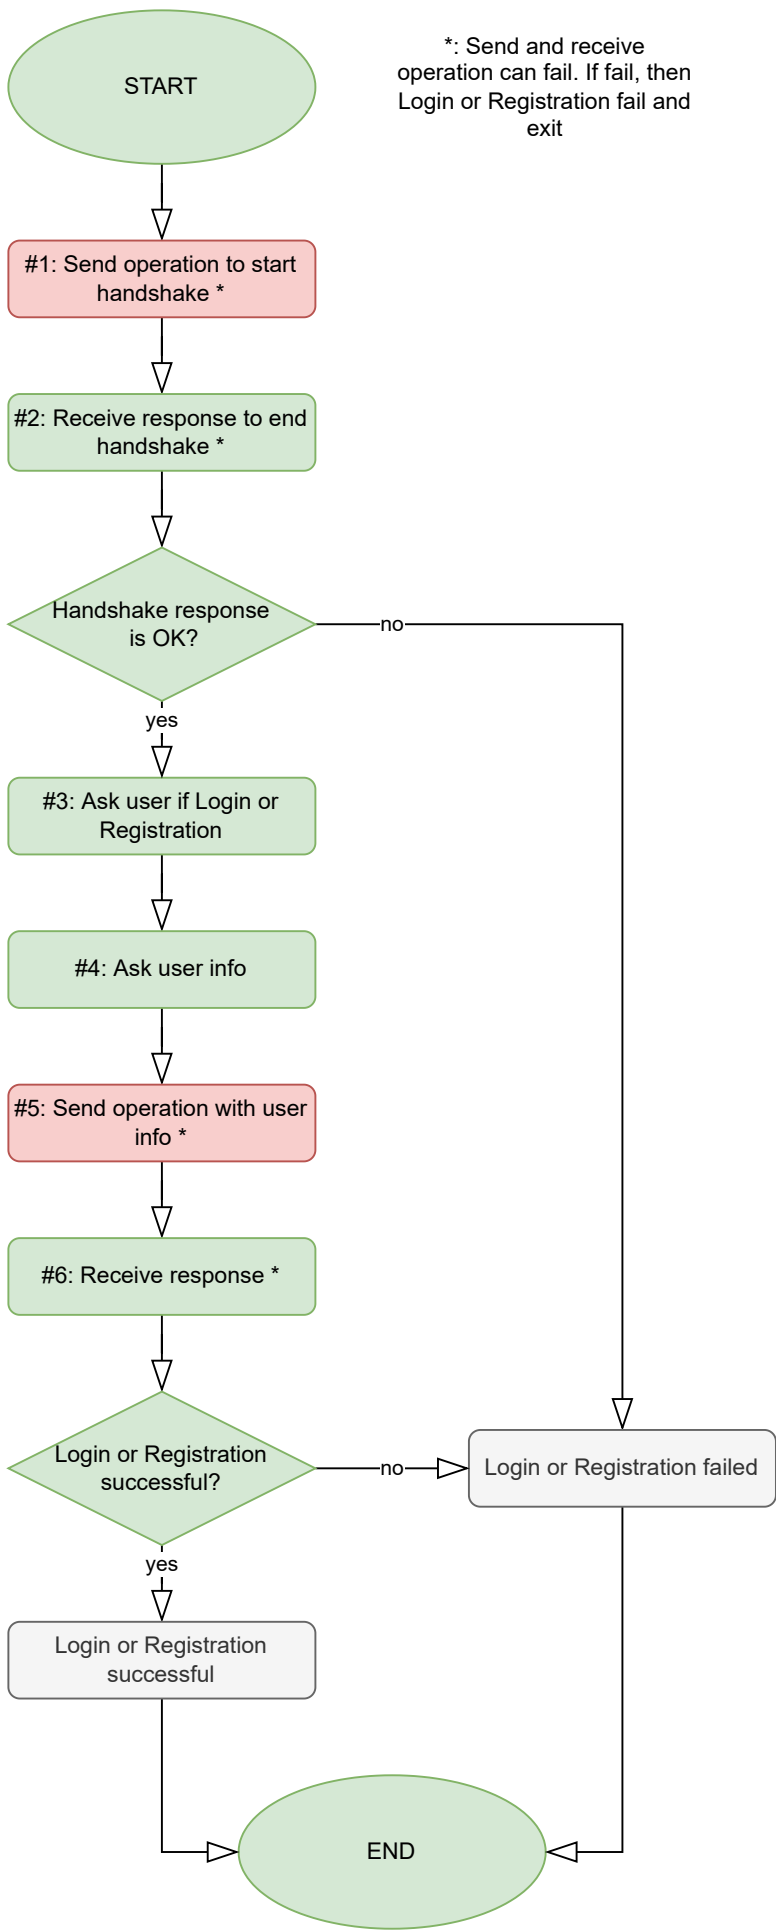 START
*: Send and receive
operation can fail. If fail, then
Login or Registration fail and
exit
#1: Send operation to start
handshake *
#2: Receive response to end
handshake *
Handshake response
is OK?
no
yes
#3: Ask user if Login or
Registration
#4: Ask user info
#5: Send operation with user
info *
#6: Receive response *
Login or Registration
successful?
no
Login or Registration failed
yes
Login or Registration
successful
END